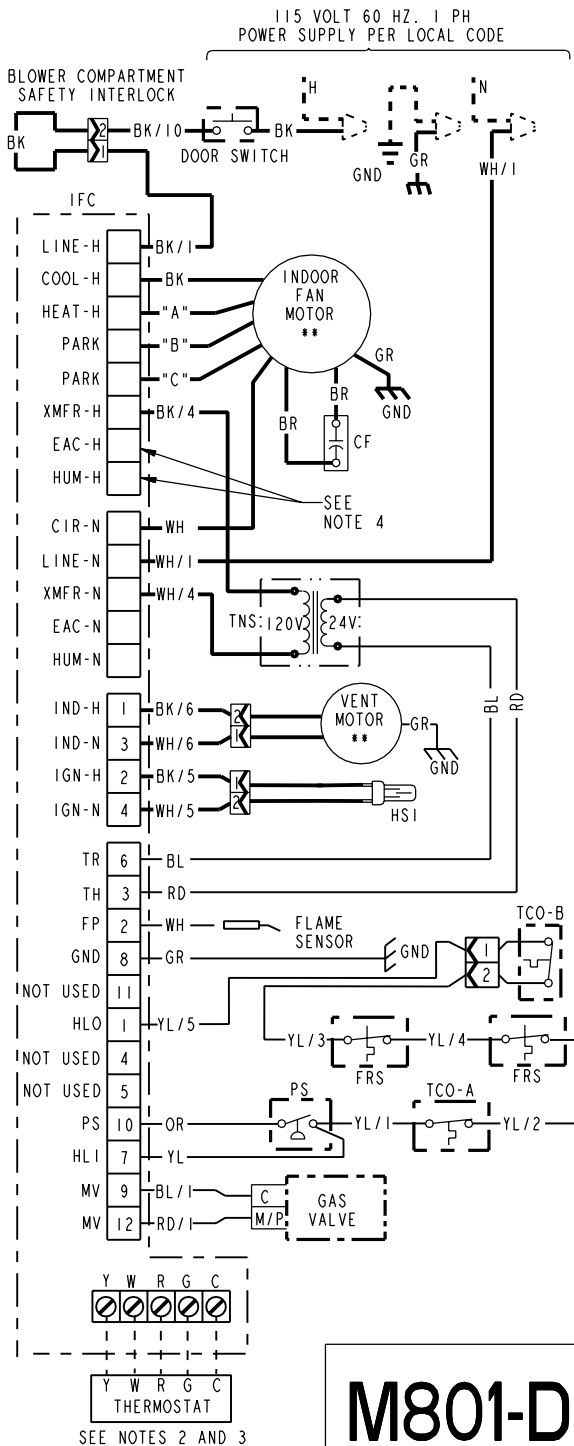 115 VOLT 60 HZ. 1 PH
POWER SUPPLY PER LOCAL CODE
BLOWER COMPARTMENT
SAFETY INTERLOCK
H
N
BK
2
1
BK/10
BK
DOOR SWITCH
GND
GR
WH/1
IFC
LINE-H BK/1
COOL-H BK
HEAT-H "A"
PARK "B"
PARK "C"
XMFR-H BK/4
EAC-H
HUM-H
INDOOR
FAN
MOTOR
**
GR
GND
BR
BR
CF
SEE
NOTE 4
CIR-N WH
LINE-N WH/1
XMFR-N WH/4
EAC-N
HUM-N
TNS: 120V 24V:
BL
RD
IND-H 1 BK/6 2
IND-N 3 WH/6 1
VENT
MOTOR
**
GR
GND
IGN-H 2 BK/5 1
IGN-N 4 WH/5 2
HSI
TR 6 BL
TH 3 RD
FP 2 WH
FLAME
SENSOR
GND 8 GR
GND
TCO-B
1
2
NOT USED 11
HLO 1 YL/5
NOT USED 4
NOT USED 5
YL/3
FRS
YL/4
FRS
PS
TCO-A
PS 10 OR
YL/1
YL/2
HLI 7 YL
MV 9 BL/1 C
MV 12 RD/1 M/P
GAS
VALVE
Y W R G C
Y W R G C
THERMOSTAT
SEE NOTES 2 AND 3
M801-D